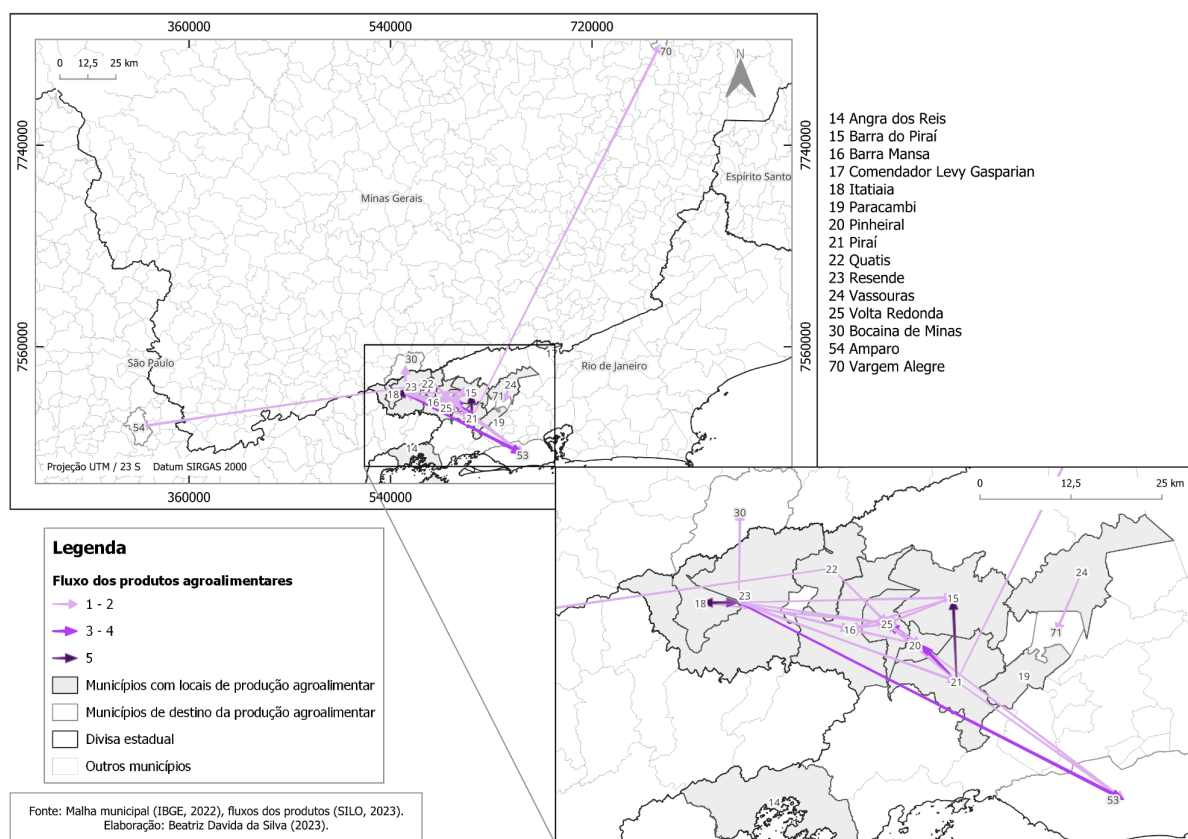 360000
540000
720000
0 12,5 25 km
N
70
7740000
7740000
Espírito Santo
Minas Gerais
7560000
7560000
São Paulo
Rio de Janeiro
17
30
23
22
18
16
25
15
24
71
21
19
54
53
14
Projeção UTM / 23 S Datum SIRGAS 2000
360000
540000
14 Angra dos Reis
15 Barra do Piraí
16 Barra Mansa
17 Comendador Levy Gasparian
18 Itatiaia
19 Paracambi
20 Pinheiral
21 Piraí
22 Quatis
23 Resende
24 Vassouras
25 Volta Redonda
30 Bocaina de Minas
54 Amparo
70 Vargem Alegre
0 12,5 25 km
30
22
24
23
18
15
25
16
71
20
19
21
53
14
Legenda
Fluxo dos produtos agroalimentares
1 - 2
3 - 4
5
Municípios com locais de produção agroalimentar
Municípios de destino da produção agroalimentar
Divisa estadual
Outros municípios
Fonte: Malha municipal (IBGE, 2022), fluxos dos produtos (SILO, 2023).
Elaboração: Beatriz Davida da Silva (2023).